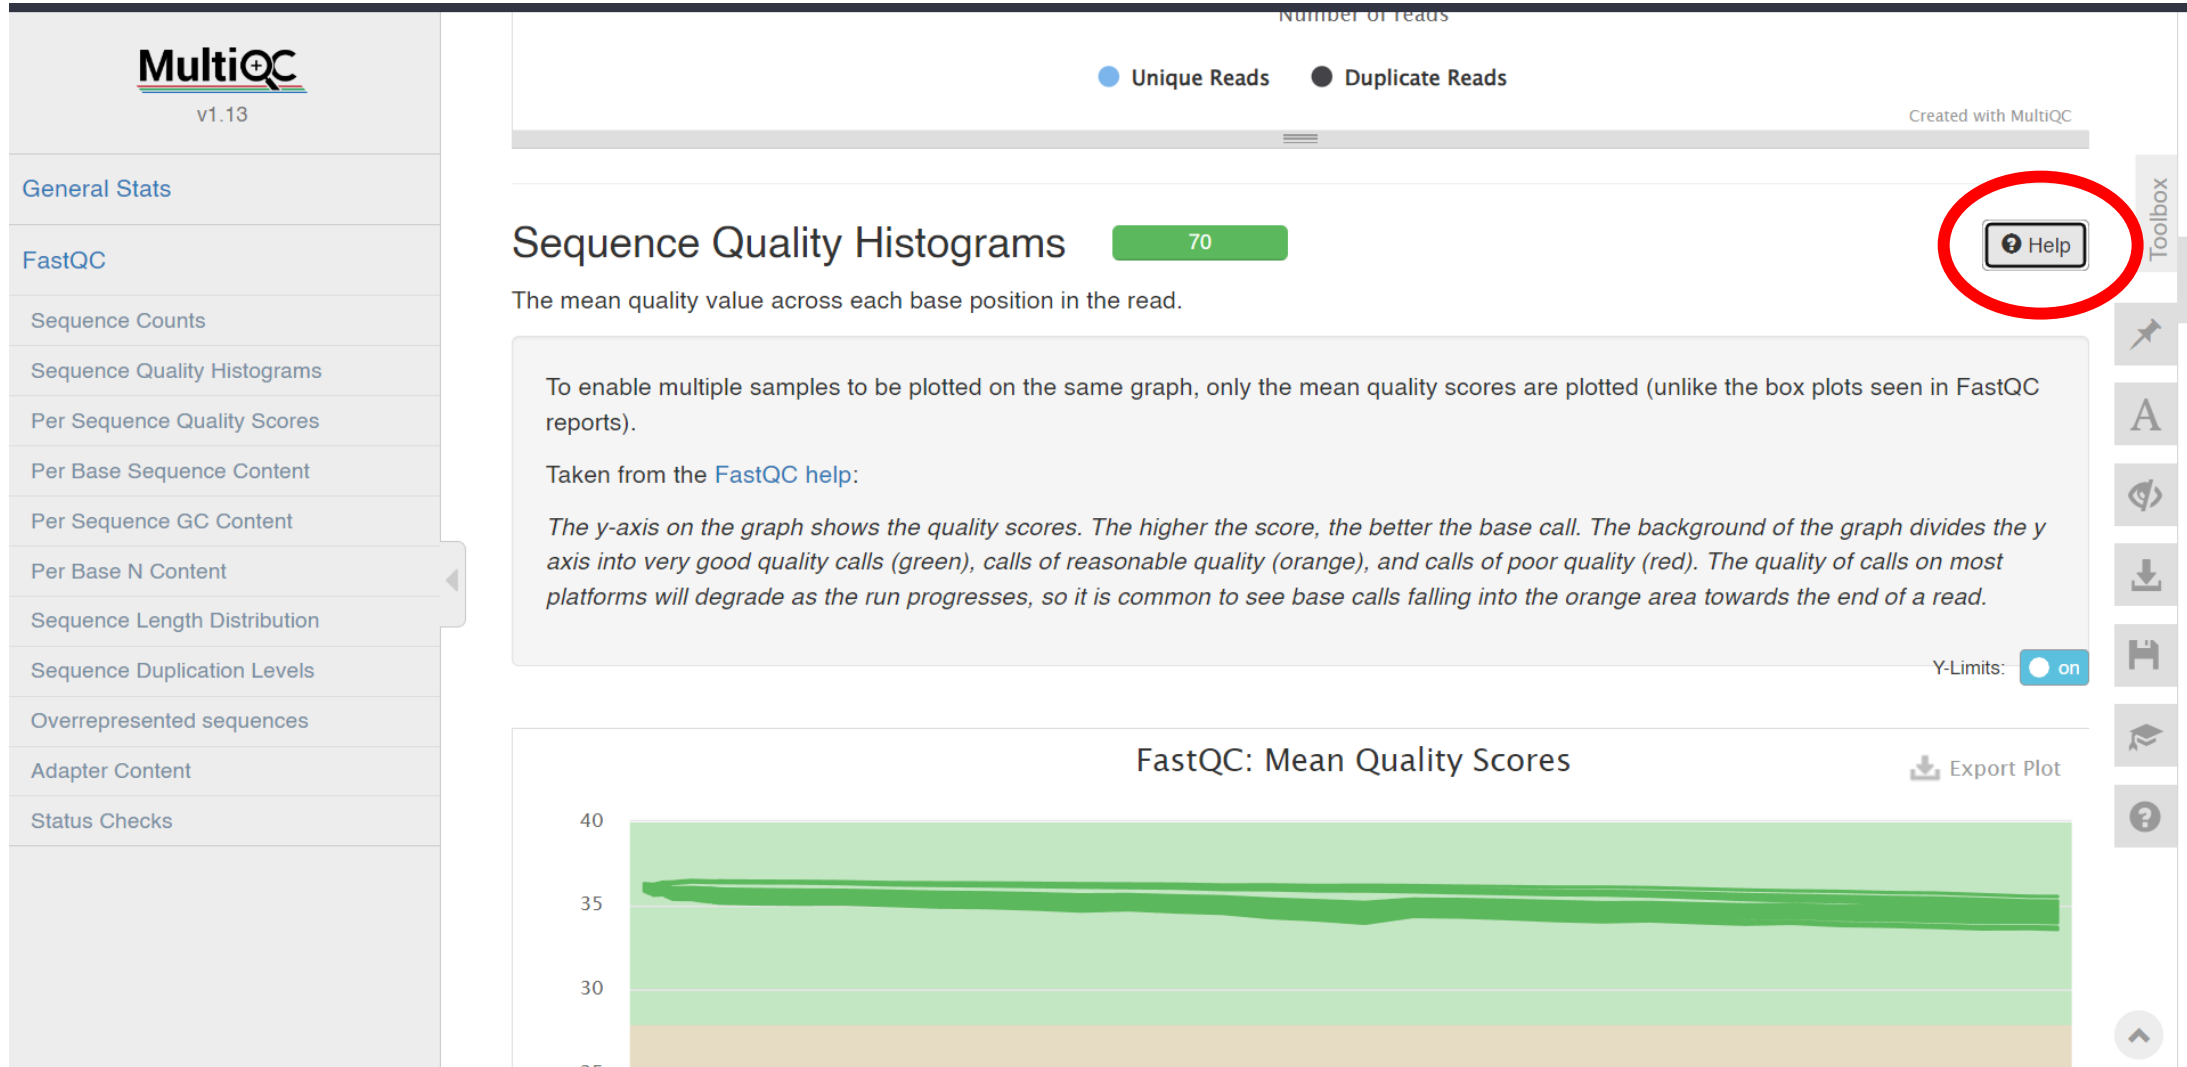 Number of reads
MultiQC
v1.13
Unique Reads
Duplicate Reads
Created with MultiQC
General Stats
FastQC
Sequence Counts
Sequence Quality Histograms
Per Sequence Quality Scores
Per Base Sequence Content
Per Sequence GC Content
Per Base N Content
Sequence Length Distribution
Sequence Duplication Levels
Overrepresented sequences
Adapter Content
Status Checks
Sequence Quality Histograms
70
Help
Toolbox
The mean quality value across each base position in the read.
To enable multiple samples to be plotted on the same graph, only the mean quality scores are plotted (unlike the box plots seen in FastQC
reports).
Taken from the FastQC help:
The y-axis on the graph shows the quality scores. The higher the score, the better the base call. The background of the graph divides the y
axis into very good quality calls (green), calls of reasonable quality (orange), and calls of poor quality (red). The quality of calls on most
platforms will degrade as the run progresses, so it is common to see base calls falling into the orange area towards the end of a read.
Y-Limits: on
FastQC: Mean Quality Scores
Export Plot
40
35
30
25
A